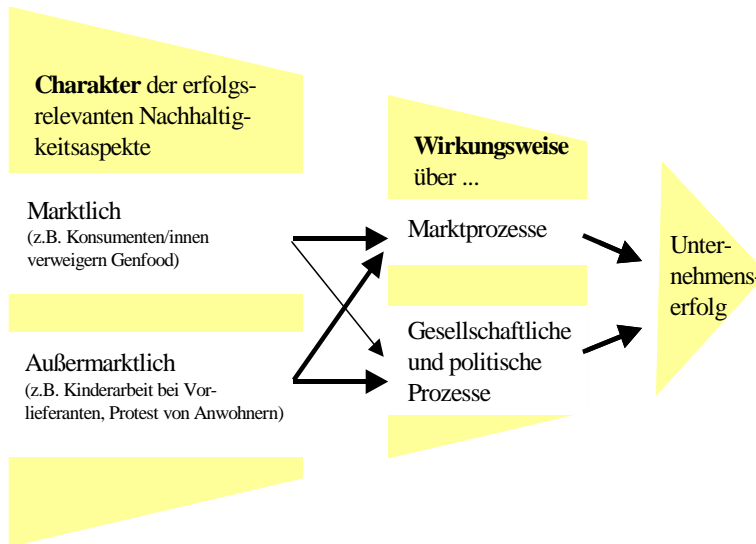 Charakter der erfolgs-
relevanten Nachhaltig-
keitsaspekte
Marktlich
(z.B. Konsumenten/innen
verweigern Genfood)
Außermarktlich
(z.B. Kinderarbeit bei Vor-
lieferanten, Protest von Anwohnern)
Wirkungsweise
über ...
Marktprozesse
Gesellschaftliche
und politische
Prozesse
Unter-
nehmens-
erfolg